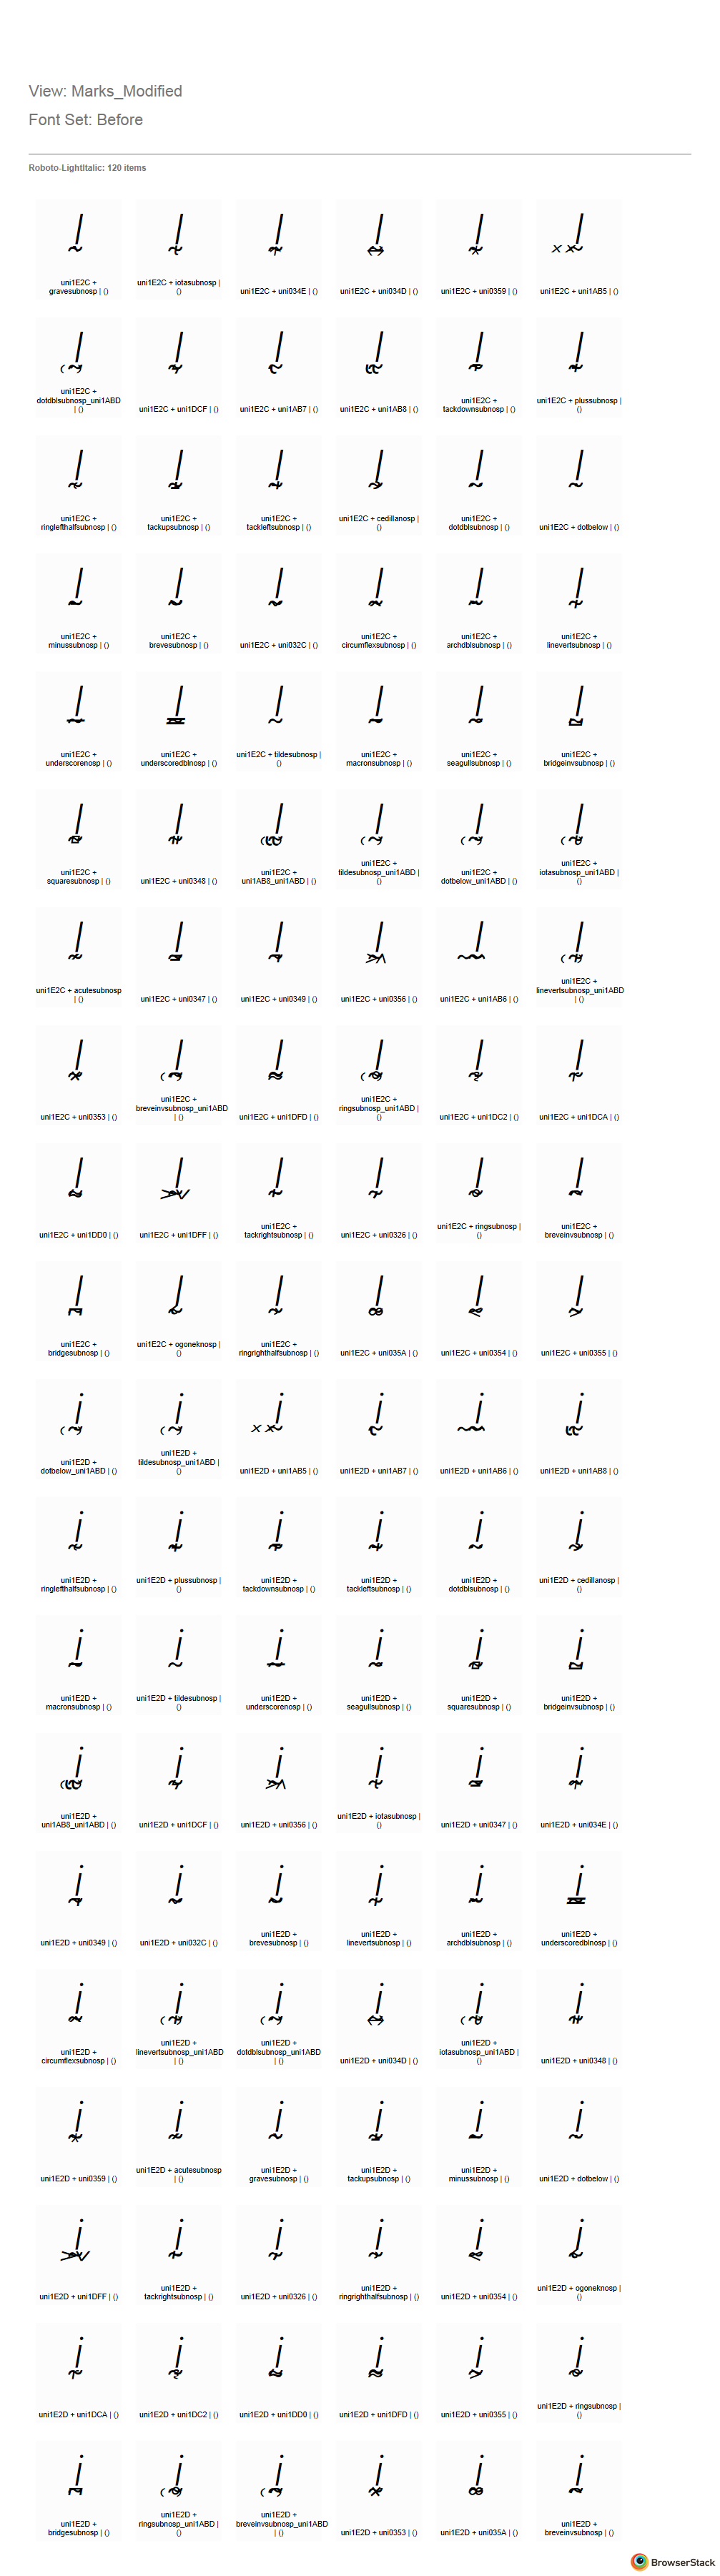 View: Marks_Modified
Font Set: Before
Roboto-LightItalic: 120 items
uni1E2C +
gravesubnosp | ()
uni1E2C + iotasubnosp |
()
uni1E2C + uni034E | ()
uni1E2C + uni034D | ()
uni1E2C + uni0359 | ()
uni1E2C + uni1AB5 | ()
uni1E2C +
dotdblsubnosp_uni1ABD
| ()
uni1E2C + uni1DCF | ()
uni1E2C + uni1AB7 | ()
uni1E2C + uni1AB8 | ()
uni1E2C +
tackdownsubnosp | ()
uni1E2C + plussubnosp |
()
uni1E2C +
ringlefthalfsubnosp | ()
uni1E2C +
tackupsubnosp | ()
uni1E2C +
tackleftsubnosp | ()
uni1E2C + cedillanosp |
()
uni1E2C +
dotdblsubnosp | ()
uni1E2C + dotbelow | ()
uni1E2C +
minussubnosp | ()
uni1E2C +
brevesubnosp | ()
uni1E2C + uni032C | ()
uni1E2C +
circumflexsubnosp | ()
uni1E2C +
archdblsubnosp | ()
uni1E2C +
linevertsubnosp | ()
uni1E2C +
underscorenosp | ()
uni1E2C +
underscoredblnosp | ()
uni1E2C + tildesubnosp |
()
uni1E2C +
macronsubnosp | ()
uni1E2C +
seagullsubnosp | ()
uni1E2C +
bridgeinvsubnosp | ()
uni1E2C +
squaresubnosp | ()
uni1E2C + uni0348 | ()
uni1E2C +
uni1AB8_uni1ABD | ()
uni1E2C +
tildesubnosp_uni1ABD |
()
uni1E2C +
dotbelow_uni1ABD | ()
uni1E2C +
iotasubnosp_uni1ABD |
()
uni1E2C + acutesubnosp
| ()
uni1E2C + uni0347 | ()
uni1E2C + uni0349 | ()
uni1E2C + uni0356 | ()
uni1E2C + uni1AB6 | ()
uni1E2C +
linevertsubnosp_uni1ABD
| ()
uni1E2C + uni0353 | ()
uni1E2C +
breveinvsubnosp_uni1ABD
| ()
uni1E2C + uni1DFD | ()
uni1E2C +
ringsubnosp_uni1ABD |
()
uni1E2C + uni1DC2 | ()
uni1E2C + uni1DCA | ()
uni1E2C + uni1DD0 | ()
uni1E2C + uni1DFF | ()
uni1E2C +
tackrightsubnosp | ()
uni1E2C + uni0326 | ()
uni1E2C + ringsubnosp |
()
uni1E2C +
breveinvsubnosp | ()
uni1E2C +
bridgesubnosp | ()
uni1E2C + ogoneknosp |
()
uni1E2C +
ringrighthalfsubnosp | ()
uni1E2C + uni035A | ()
uni1E2C + uni0354 | ()
uni1E2C + uni0355 | ()
uni1E2D +
dotbelow_uni1ABD | ()
uni1E2D +
tildesubnosp_uni1ABD |
()
uni1E2D + uni1AB5 | ()
uni1E2D + uni1AB7 | ()
uni1E2D + uni1AB6 | ()
uni1E2D + uni1AB8 | ()
uni1E2D +
ringlefthalfsubnosp | ()
uni1E2D + plussubnosp |
()
uni1E2D +
tackdownsubnosp | ()
uni1E2D +
tackleftsubnosp | ()
uni1E2D +
dotdblsubnosp | ()
uni1E2D + cedillanosp |
()
uni1E2D +
macronsubnosp | ()
uni1E2D + tildesubnosp |
()
uni1E2D +
underscorenosp | ()
uni1E2D +
seagullsubnosp | ()
uni1E2D +
squaresubnosp | ()
uni1E2D +
bridgeinvsubnosp | ()
uni1E2D +
uni1AB8_uni1ABD | ()
uni1E2D + uni1DCF | ()
uni1E2D + uni0356 | ()
uni1E2D + iotasubnosp |
()
uni1E2D + uni0347 | ()
uni1E2D + uni034E | ()
uni1E2D + uni0349 | ()
uni1E2D + uni032C | ()
uni1E2D +
brevesubnosp | ()
uni1E2D +
linevertsubnosp | ()
uni1E2D +
archdblsubnosp | ()
uni1E2D +
underscoredblnosp | ()
uni1E2D +
circumflexsubnosp | ()
uni1E2D +
linevertsubnosp_uni1ABD
| ()
uni1E2D +
dotdblsubnosp_uni1ABD
| ()
uni1E2D + uni034D | ()
uni1E2D +
iotasubnosp_uni1ABD |
()
uni1E2D + uni0348 | ()
uni1E2D + uni0359 | ()
uni1E2D + acutesubnosp
| ()
uni1E2D +
gravesubnosp | ()
uni1E2D +
tackupsubnosp | ()
uni1E2D +
minussubnosp | ()
uni1E2D + dotbelow | ()
uni1E2D + uni1DFF | ()
uni1E2D +
tackrightsubnosp | ()
uni1E2D + uni0326 | ()
uni1E2D +
ringrighthalfsubnosp | ()
uni1E2D + uni0354 | ()
uni1E2D + ogoneknosp |
()
uni1E2D + uni1DCA | ()
uni1E2D + uni1DC2 | ()
uni1E2D + uni1DD0 | ()
uni1E2D + uni1DFD | ()
uni1E2D + uni0355 | ()
uni1E2D + ringsubnosp |
()
uni1E2D +
bridgesubnosp | ()
uni1E2D +
ringsubnosp_uni1ABD |
()
uni1E2D +
breveinvsubnosp_uni1ABD
| ()
uni1E2D + uni0353 | ()
uni1E2D + uni035A | ()
uni1E2D +
breveinvsubnosp | ()
BrowserStack